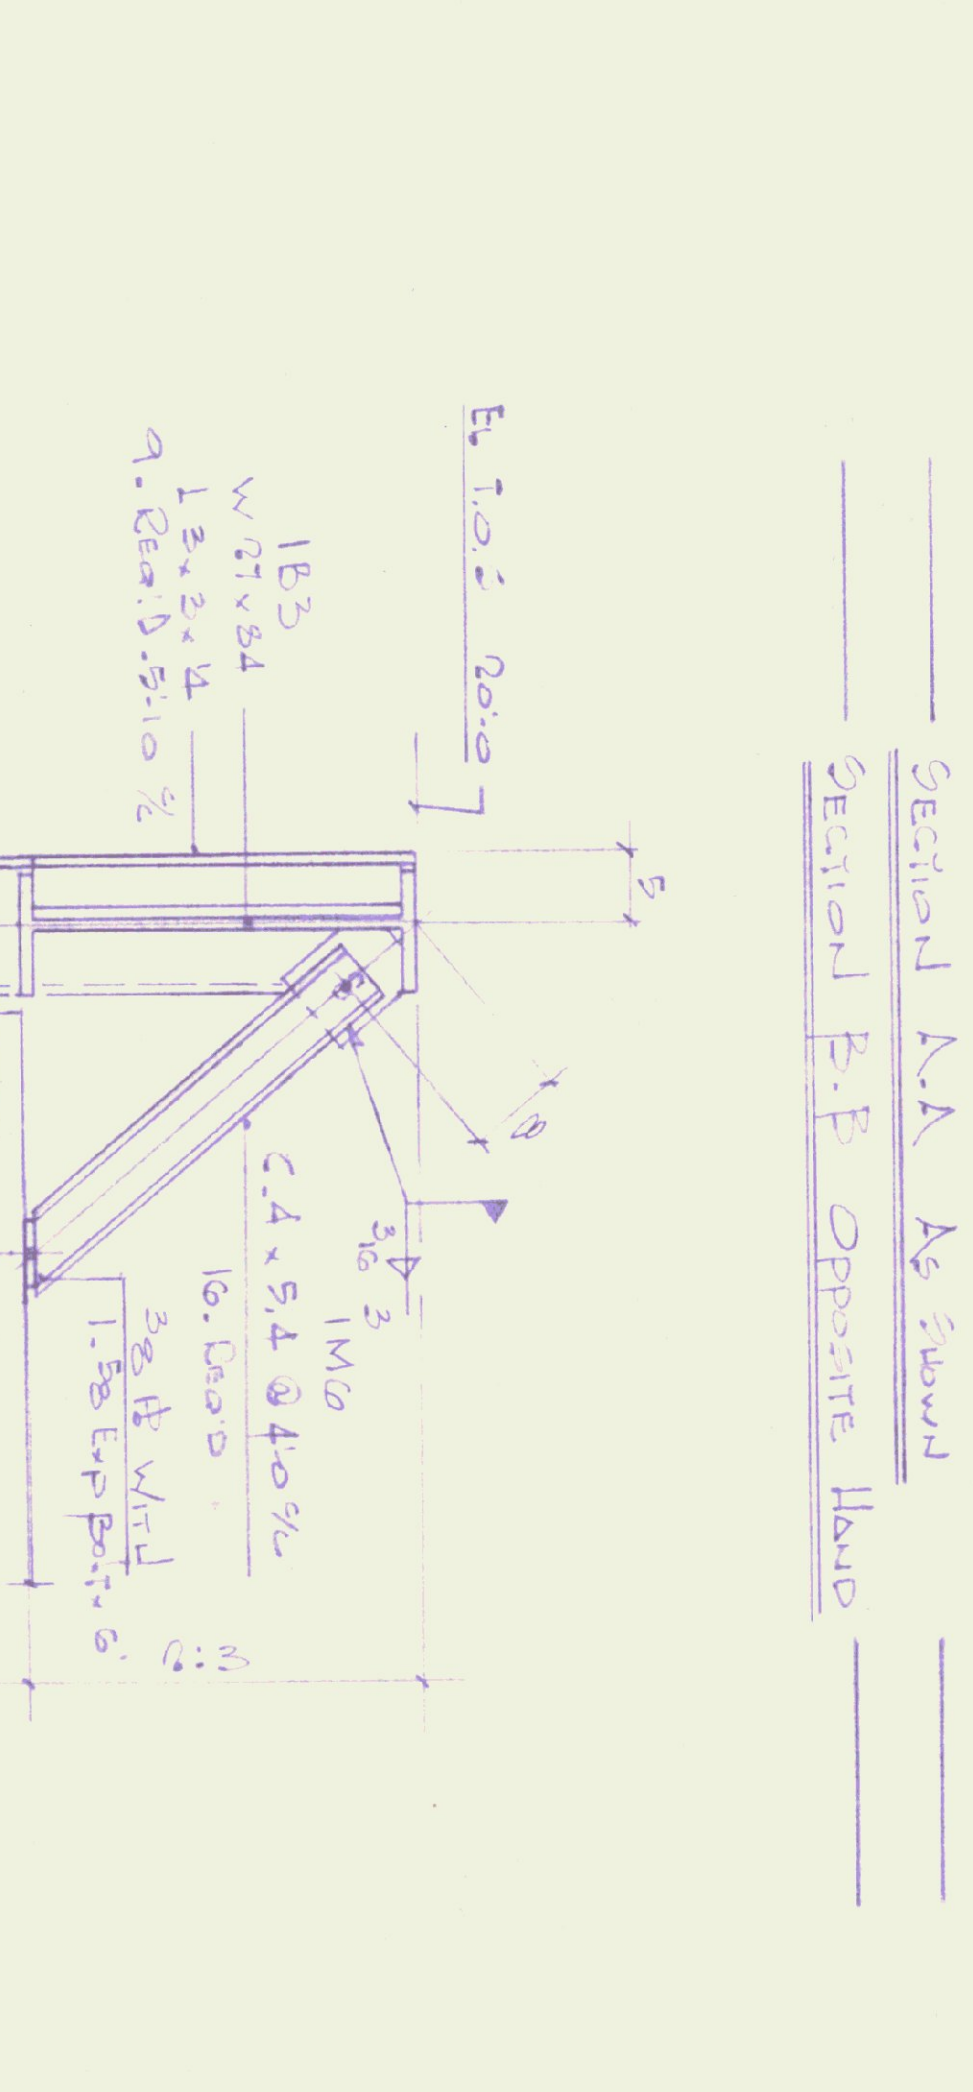 SECTION A.A AS SHOWN
SECTION B.B OPPOSITE HAND
5
EL T.O.S 20'.0
8
3/16 3
1B3
W 27 x 84
L 3 x 3 x 1/4
9. REQ'D. 5'-10 c/c
1M6
C.4 x 5.4 @ 4'-0 c/c
16. REQ'D
3/8 PL WITH
1. 5/8 EXP BOLT x 6.
2:3